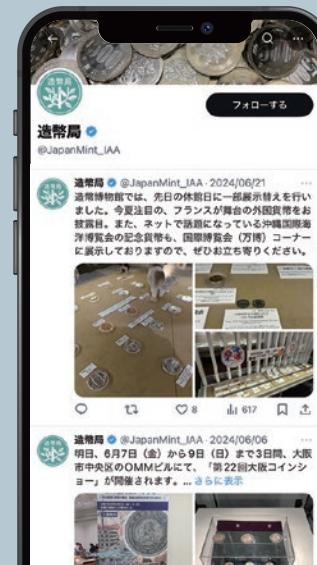 造幣局
フォローする
造幣局
@JapanMint_IAA
造幣局 @JapanMint_IAA・2024/06/21
造幣博物館では、先日の休館日に一部展示替えを行い
ました。今夏注目の、フランスが舞台の外国貨幣をお
披露目。また、ネットで話題になっている沖縄国際海
洋博覧会の記念貨幣も、国際博覧会（万博）コーナー
に展示しておりますので、ぜひお立ち寄りください。
8
617
造幣局 @JapanMint_IAA・2024/06/06
明日、6月7日（金）から9日（日）まで3日間、大阪
市中央区のOMMビルにて、「第22回大阪コインシ
ョー」が開催されます。... さらに表示